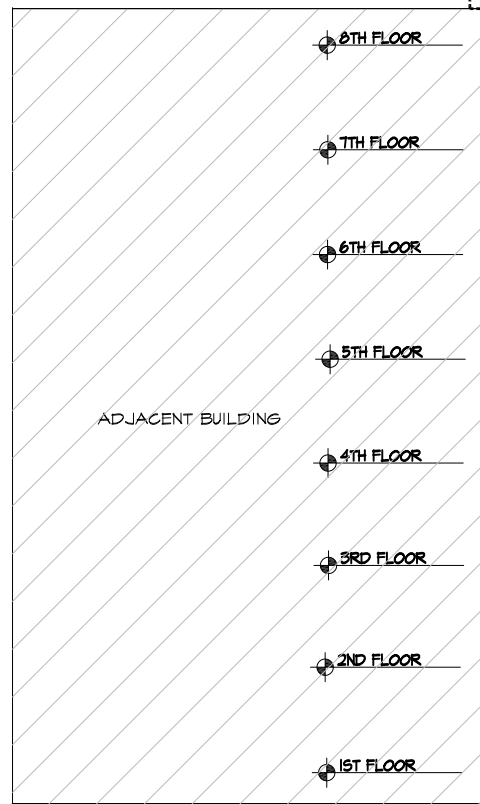 8TH FLOOR
7TH FLOOR
6TH FLOOR
5TH FLOOR
ADJACENT BUILDING
4TH FLOOR
3RD FLOOR
2ND FLOOR
1ST FLOOR